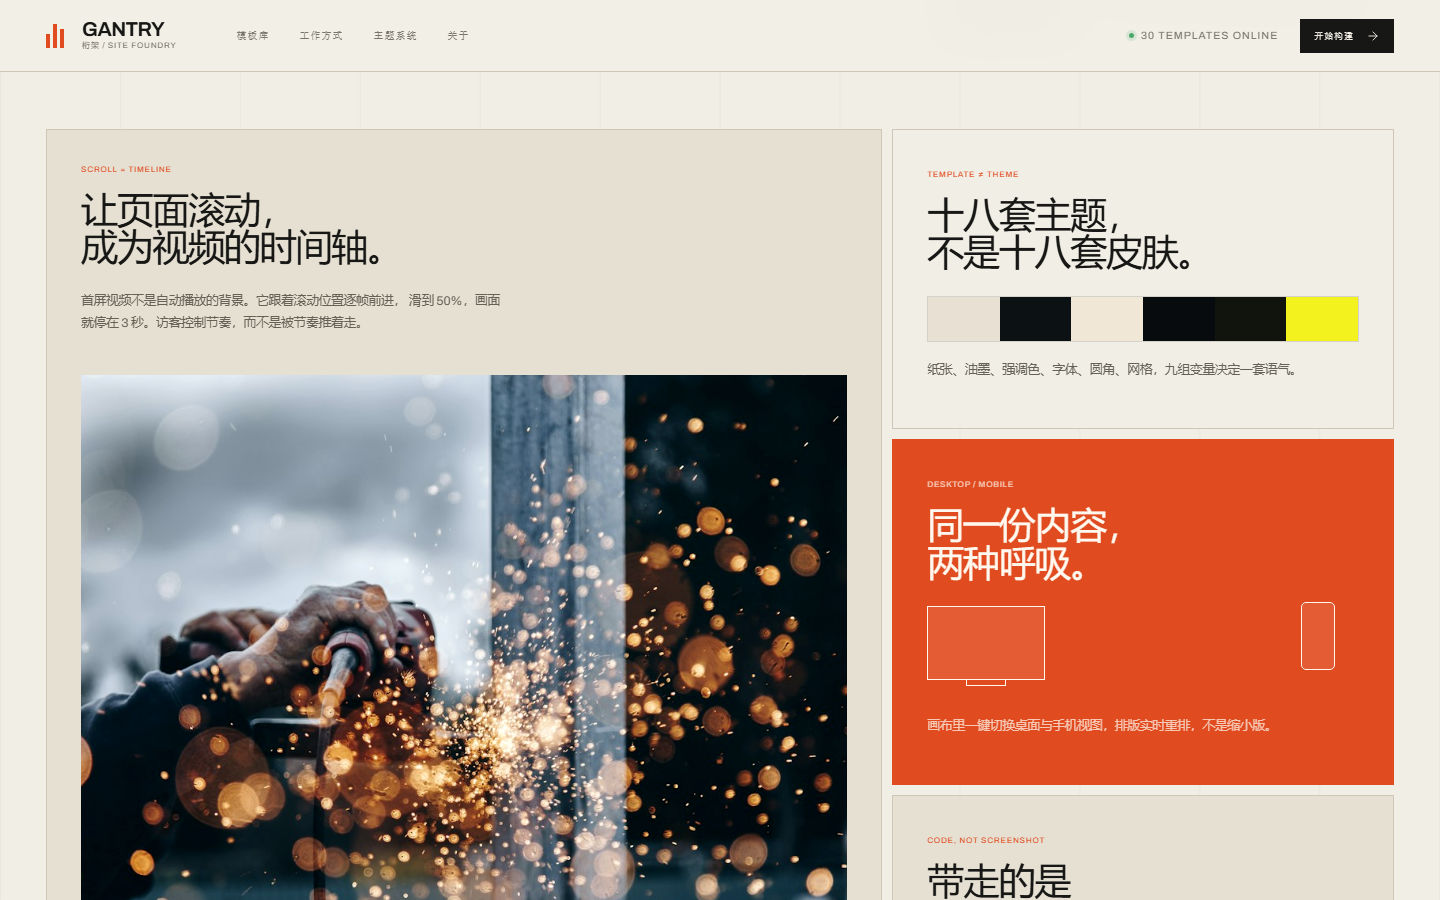 GANTRY
桁架 / SITE FOUNDRY
模板库
工作方式
主题系统
关于
30 TEMPLATES ONLINE
开始构建
SCROLL = TIMELINE
让页面滚动，
成为视频的时间轴。
首屏视频不是自动播放的背景。它跟着滚动位置逐帧前进， 滑到 50%，画面
就停在 3 秒。访客控制节奏，而不是被节奏推着走。
TEMPLATE ≠ THEME
十八套主题，
不是十八套皮肤。
纸张、油墨、强调色、字体、圆角、网格，九组变量决定一套语气。
DESKTOP / MOBILE
同一份内容，
两种呼吸。
画布里一键切换桌面与手机视图，排版实时重排，不是缩小版。
CODE, NOT SCREENSHOT
带走的是